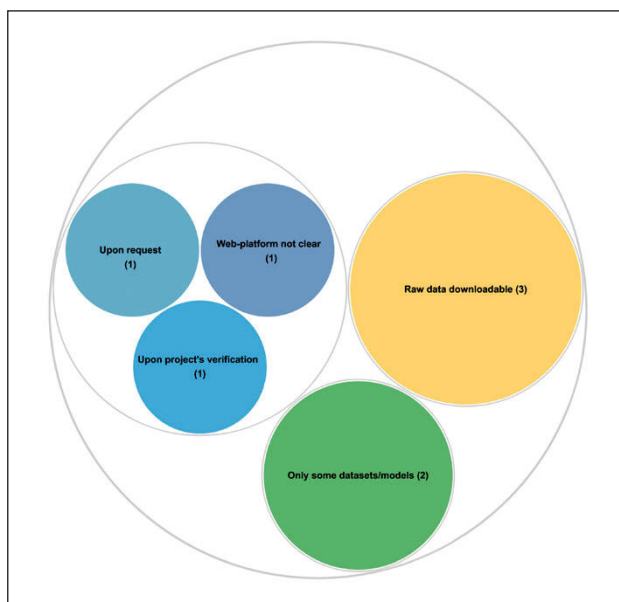 Upon request
(1)
Web-platform not clear
(1)
Upon project's verification
(1)
Raw data downloadable (3)
Only some datasets/models (2)